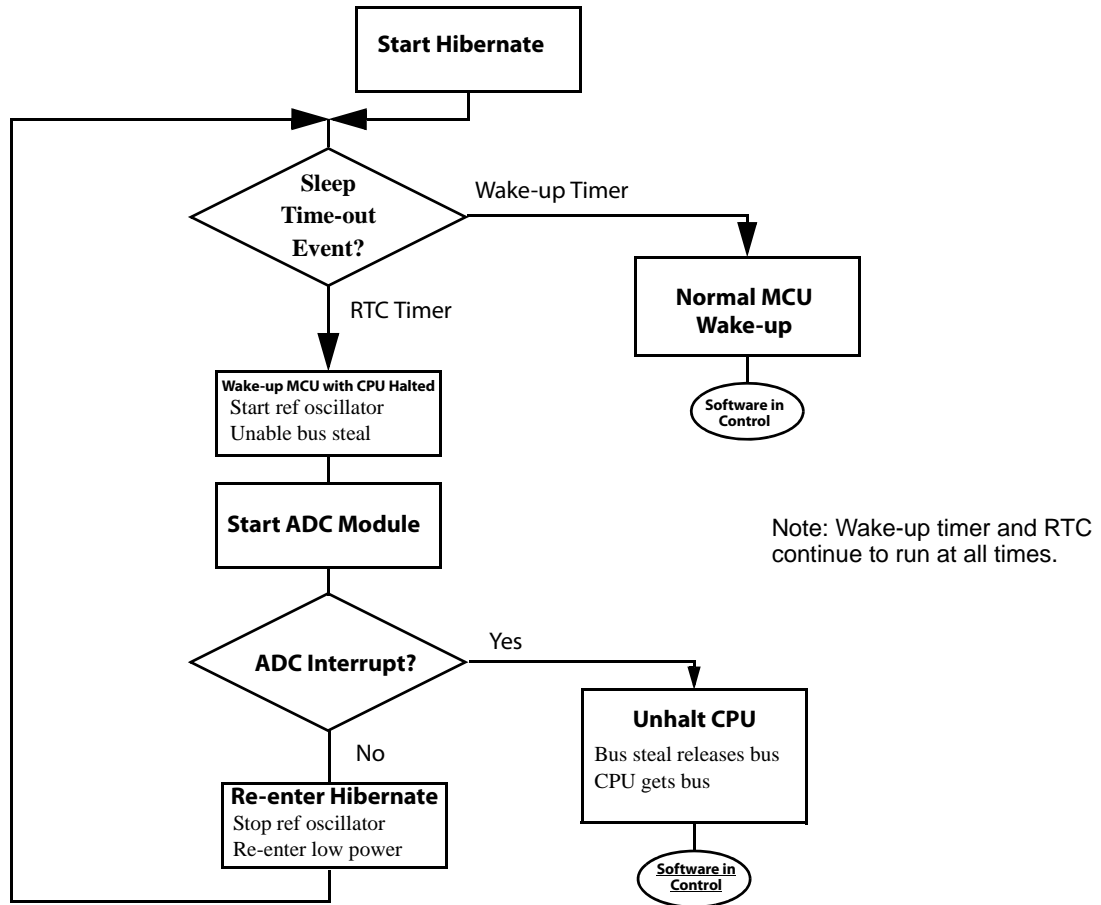 Start Hibernate
Sleep
Time-out
Event?
Wake-up Timer
Normal MCU
Wake-up
Software in
Control
RTC Timer
Wake-up MCU with CPU Halted
Start ref oscillator
Unable bus steal
Start ADC Module
Note: Wake-up timer and RTC
continue to run at all times.
ADC Interrupt?
Yes
Unhalt CPU
Bus steal releases bus
CPU gets bus
Software in
Control
No
Re-enter Hibernate
Stop ref oscillator
Re-enter low power